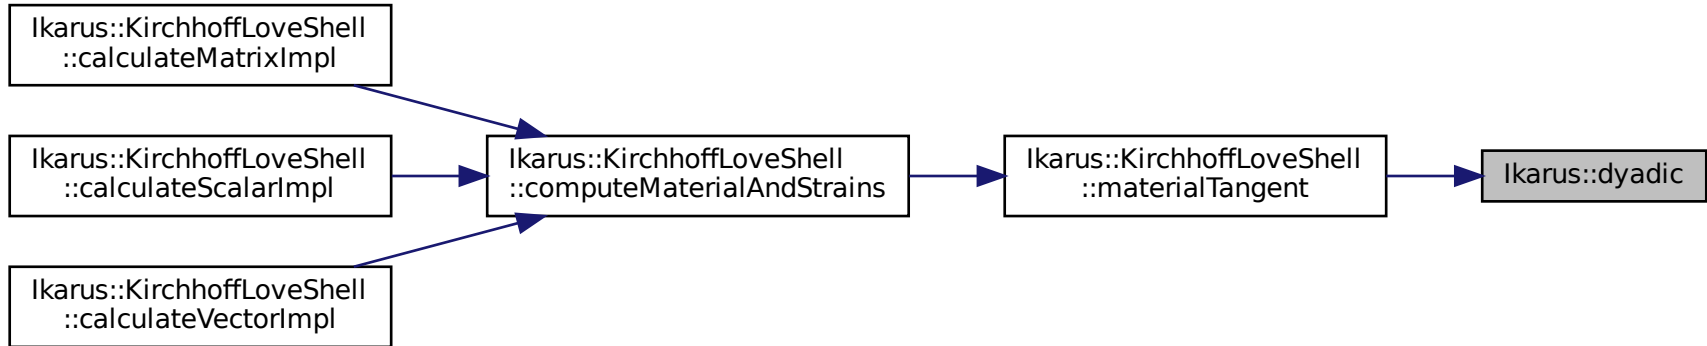 Ikarus::KirchhoffLoveShell
::calculateMatrixImpl
Ikarus::KirchhoffLoveShell
::calculateScalarImpl
Ikarus::KirchhoffLoveShell
::calculateVectorImpl
Ikarus::KirchhoffLoveShell
::computeMaterialAndStrains
Ikarus::KirchhoffLoveShell
::materialTangent
Ikarus::dyadic